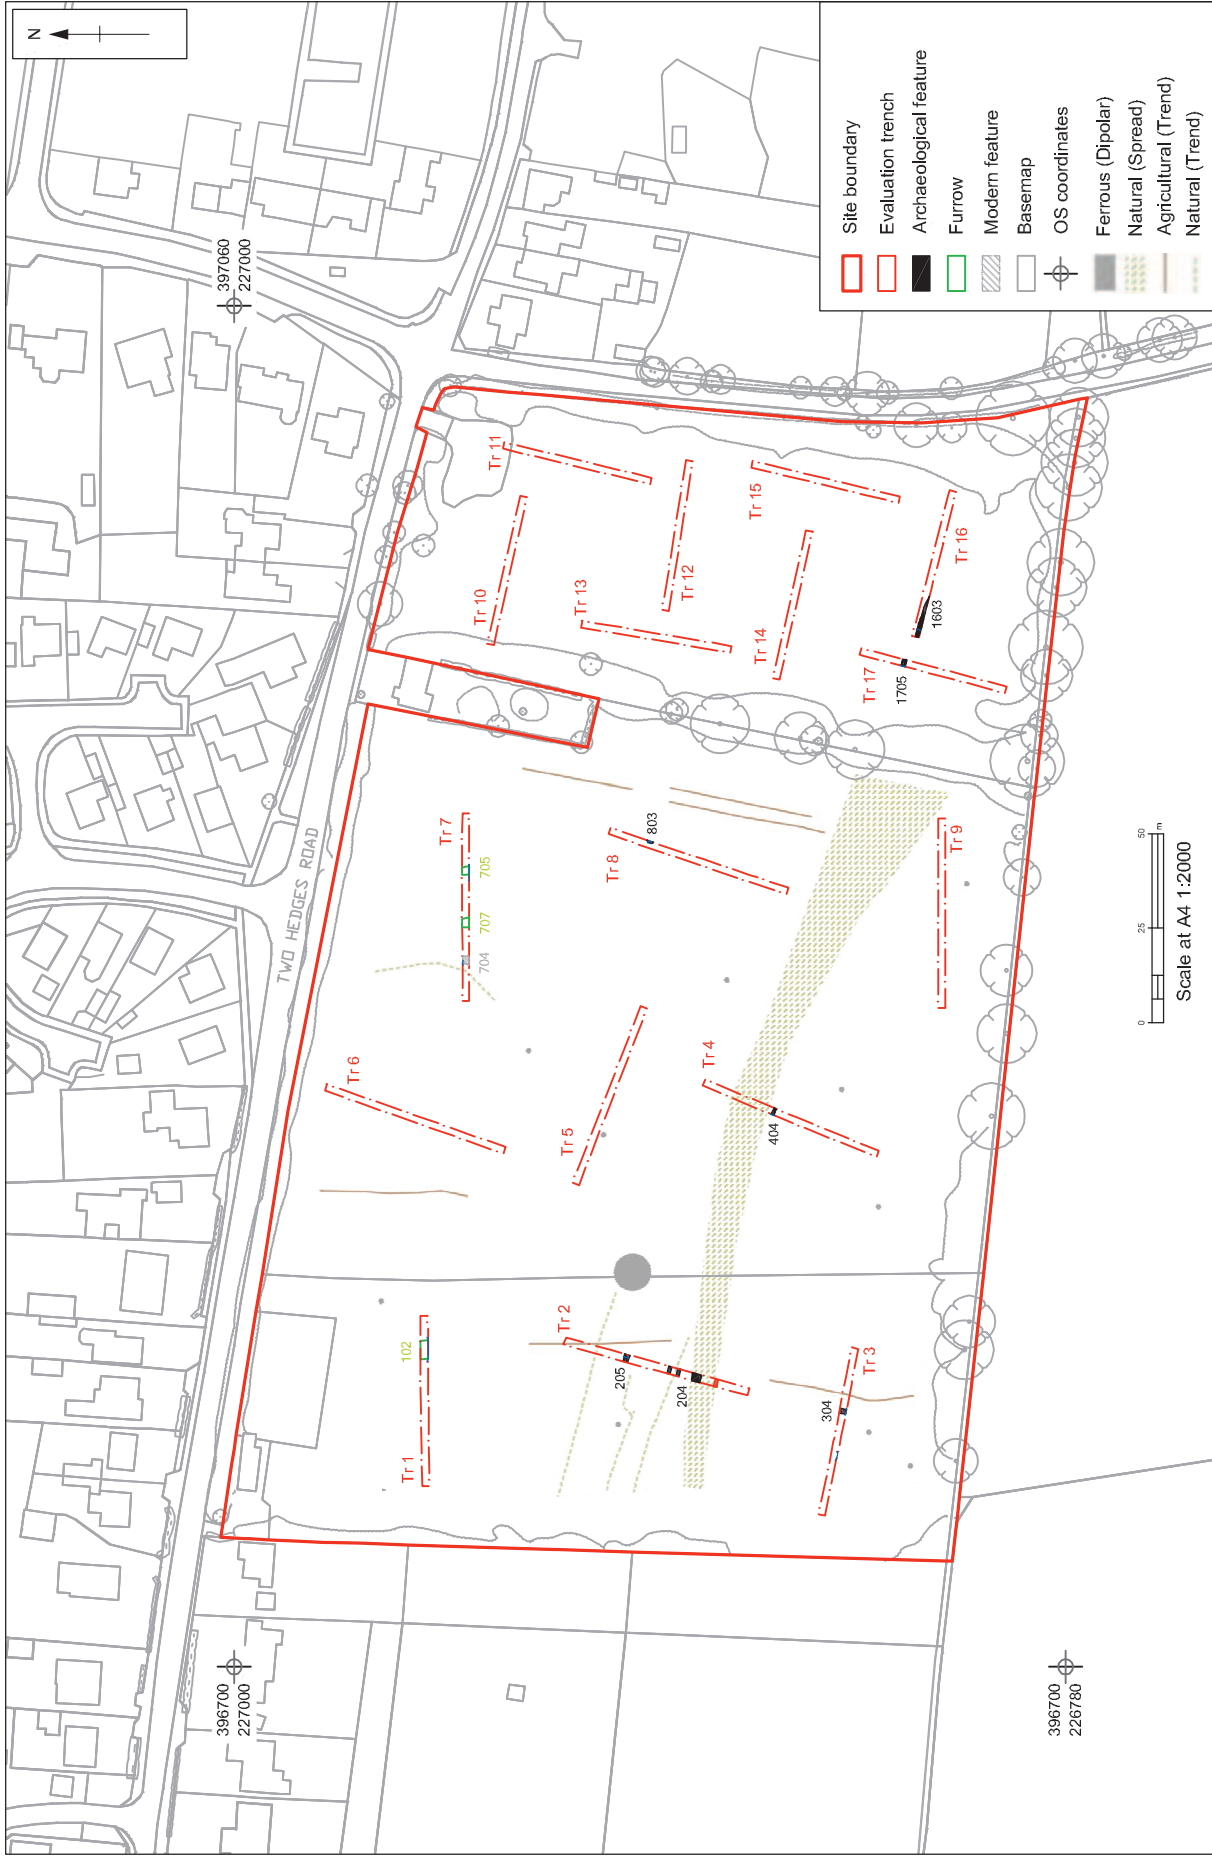 N
397060
227000
396700
227000
396700
226780
TWO HEDGES ROAD
Tr 1
102
Tr 2
205
204
Tr 3
304
Tr 4
404
Tr 5
Tr 6
Tr 7
705
707
704
Tr 8
803
Tr 9
Tr 10
Tr 11
Tr 12
Tr 13
Tr 14
Tr 15
Tr 16
1603
Tr 17
1705
Site boundary
Evaluation trench
Archaeological feature
Furrow
Modern feature
Basemap
OS coordinates
Ferrous (Dipolar)
Natural (Spread)
Agricultural (Trend)
Natural (Trend)
0
25
50
m
Scale at A4 1:2000